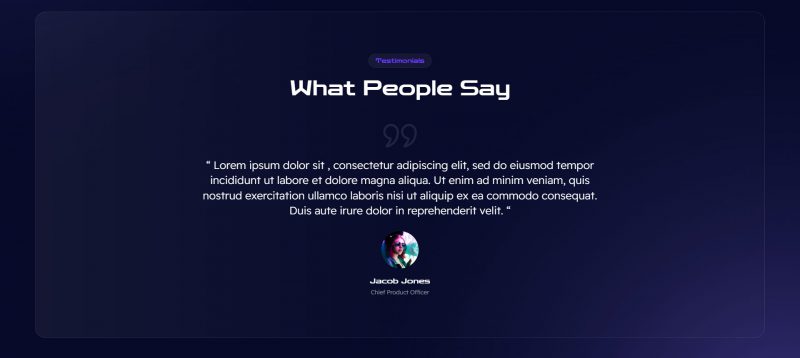 Testimonials
What People Say
“ Lorem ipsum dolor sit , consectetur adipiscing elit, sed do eiusmod tempor
incididunt ut labore et dolore magna aliqua. Ut enim ad minim veniam, quis
nostrud exercitation ullamco laboris nisi ut aliquip ex ea commodo consequat.
Duis aute irure dolor in reprehenderit velit. “
Jacob Jones
Chief Product Officer